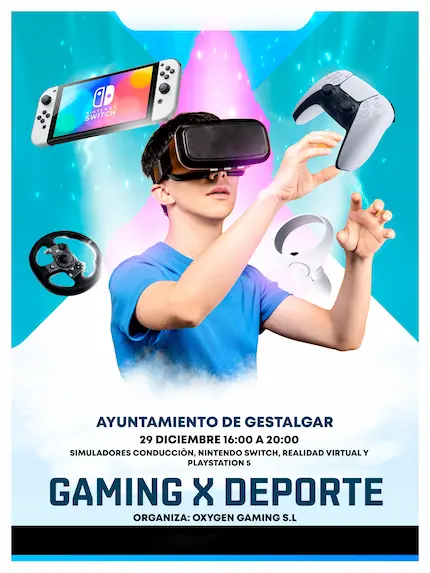 NINTENDO
SWITCH
AYUNTAMIENTO DE GESTALGAR
29 DICIEMBRE 16:00 A 20:00
SIMULADORES CONDUCCIÓN, NINTENDO SWITCH, REALIDAD VIRTUAL Y
PLAYSTATION 5
GAMING X DEPORTE
ORGANIZA: OXYGEN GAMING S.L